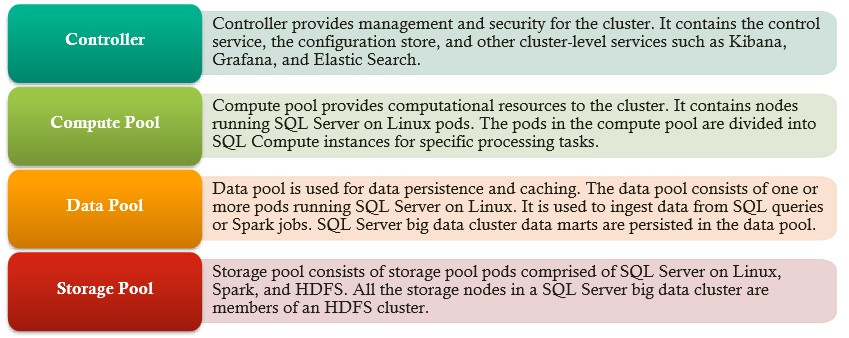 Controller
Controller provides management and security for the cluster. It contains the control
service, the configuration store, and other cluster-level services such as Kibana,
Grafana, and Elastic Search.
Compute Pool
Compute pool provides computational resources to the cluster. It contains nodes
running SQL Server on Linux pods. The pods in the compute pool are divided into
SQL Compute instances for specific processing tasks.
Data Pool
Data pool is used for data persistence and caching. The data pool consists of one or
more pods running SQL Server on Linux. It is used to ingest data from SQL queries
or Spark jobs. SQL Server big data cluster data marts are persisted in the data pool.
Storage Pool
Storage pool consists of storage pool pods comprised of SQL Server on Linux,
Spark, and HDFS. All the storage nodes in a SQL Server big data cluster are
members of an HDFS cluster.